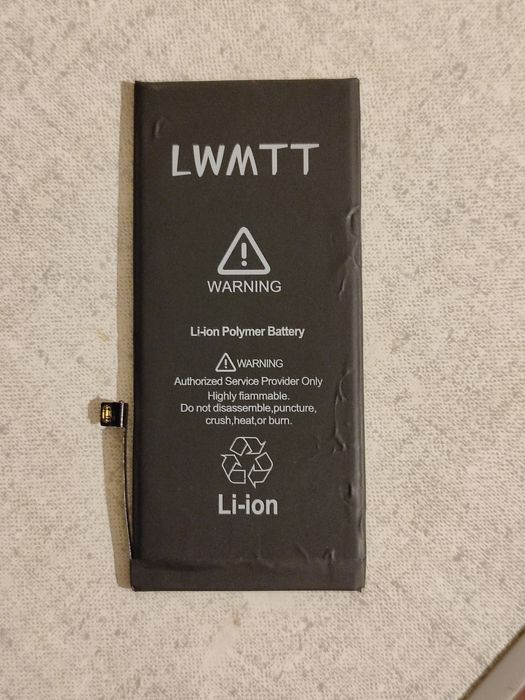 LWMTT
WARNING
Li-ion Polymer Battery
WARNING
Authorized Service Provider Only
Highly fiammable.
Do not disassemble,puncture,
crush,heat,or burn.
Li-ion